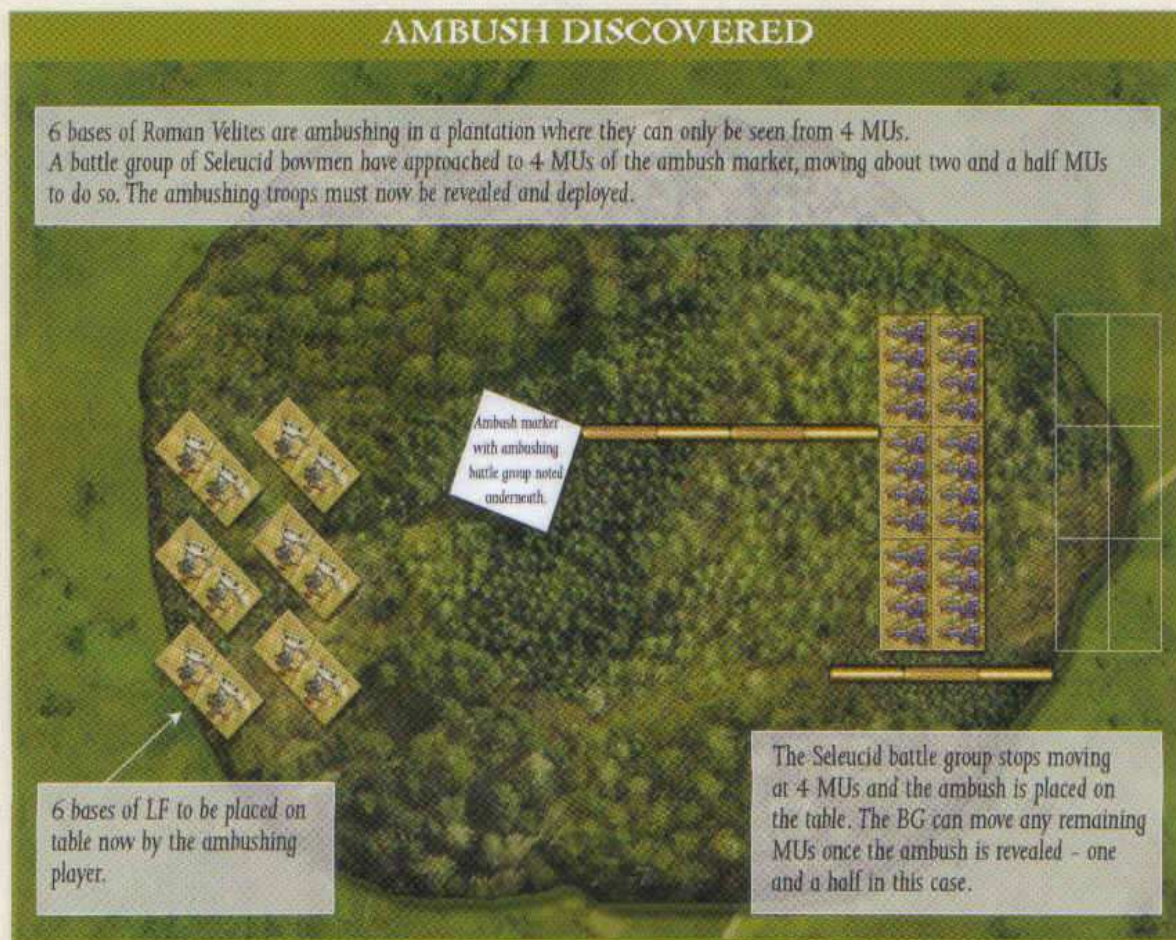 AMBUSH DISCOVERED
6 bases of Roman Velites are ambushing in a plantation where they can only be seen from 4 MUs.
A battle group of Seleucid bowmen have approached to 4 MUs of the ambush marker, moving about two and a half MUs
to do so. The ambushing troops must now be revealed and deployed.
Ambush marker
with ambushing
battle group noted
underneath.
6 bases of LF to be placed on
table now by the ambushing
player.
The Seleucid battle group stops moving
at 4 MUs and the ambush is placed on
the table. The BG can move any remaining
MUs once the ambush is revealed – one
and a half in this case.